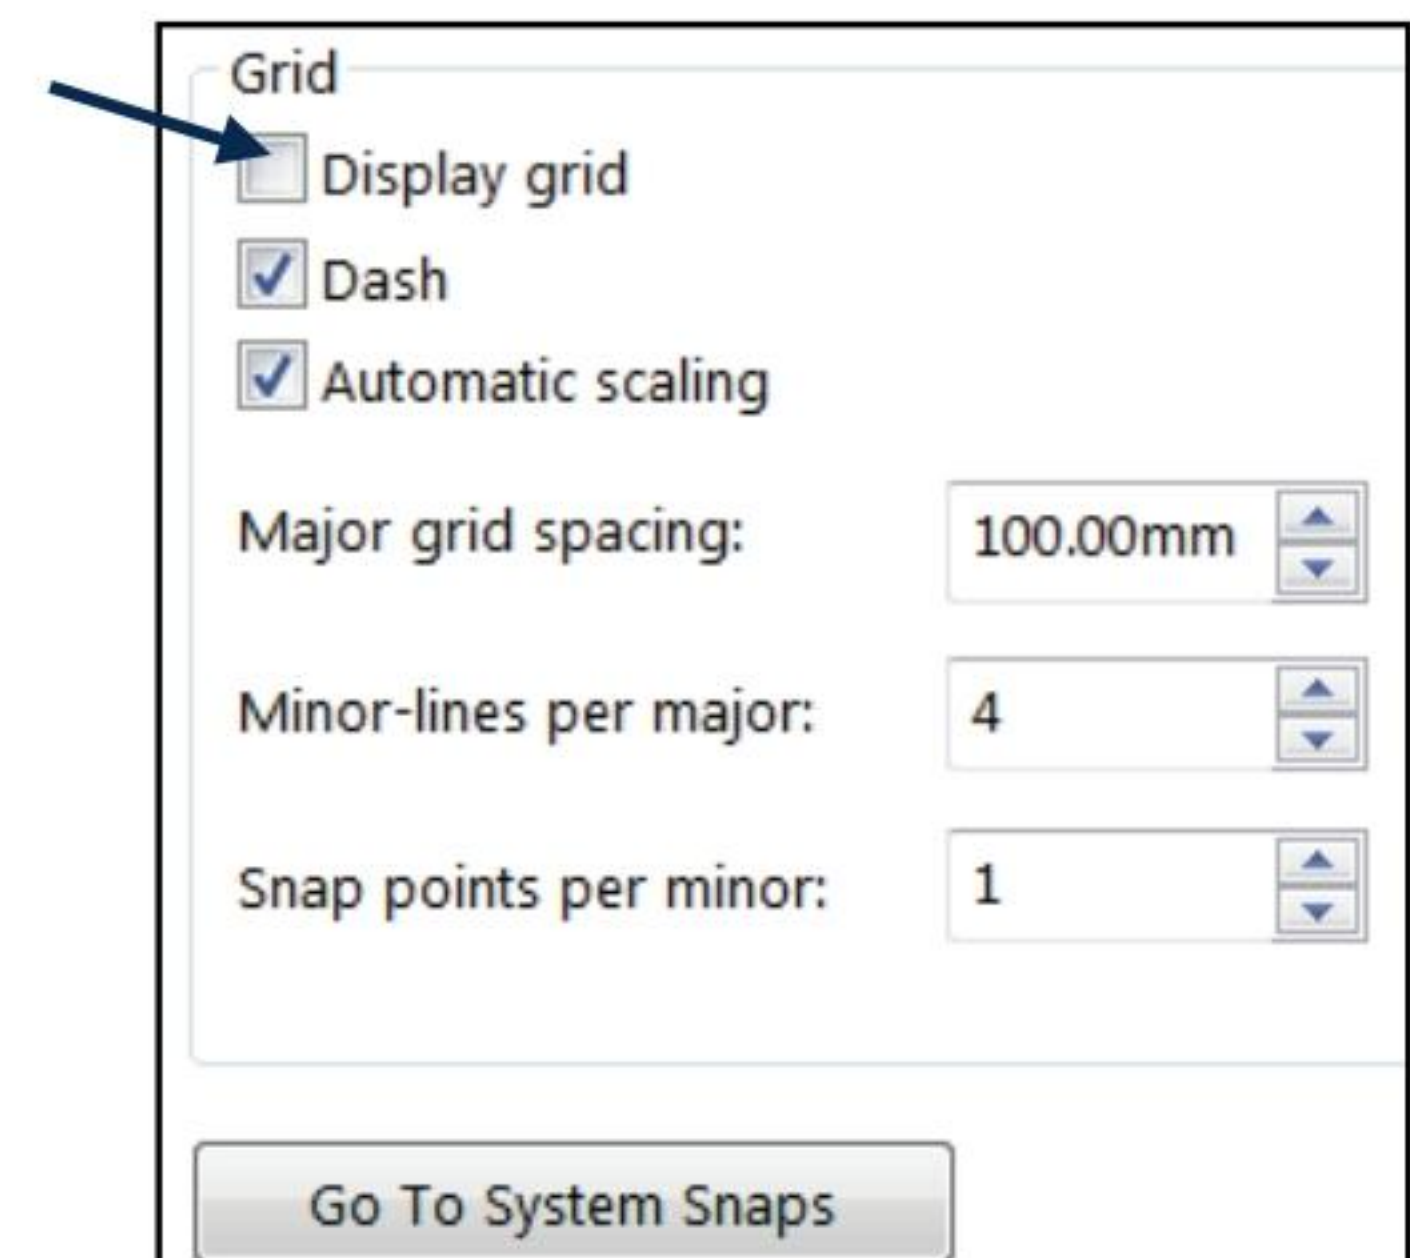 Grid
Display grid
Dash
Automatic scaling
Major grid spacing: 100.00mm
Minor-lines per major: 4
Snap points per minor: 1
Go To System Snaps